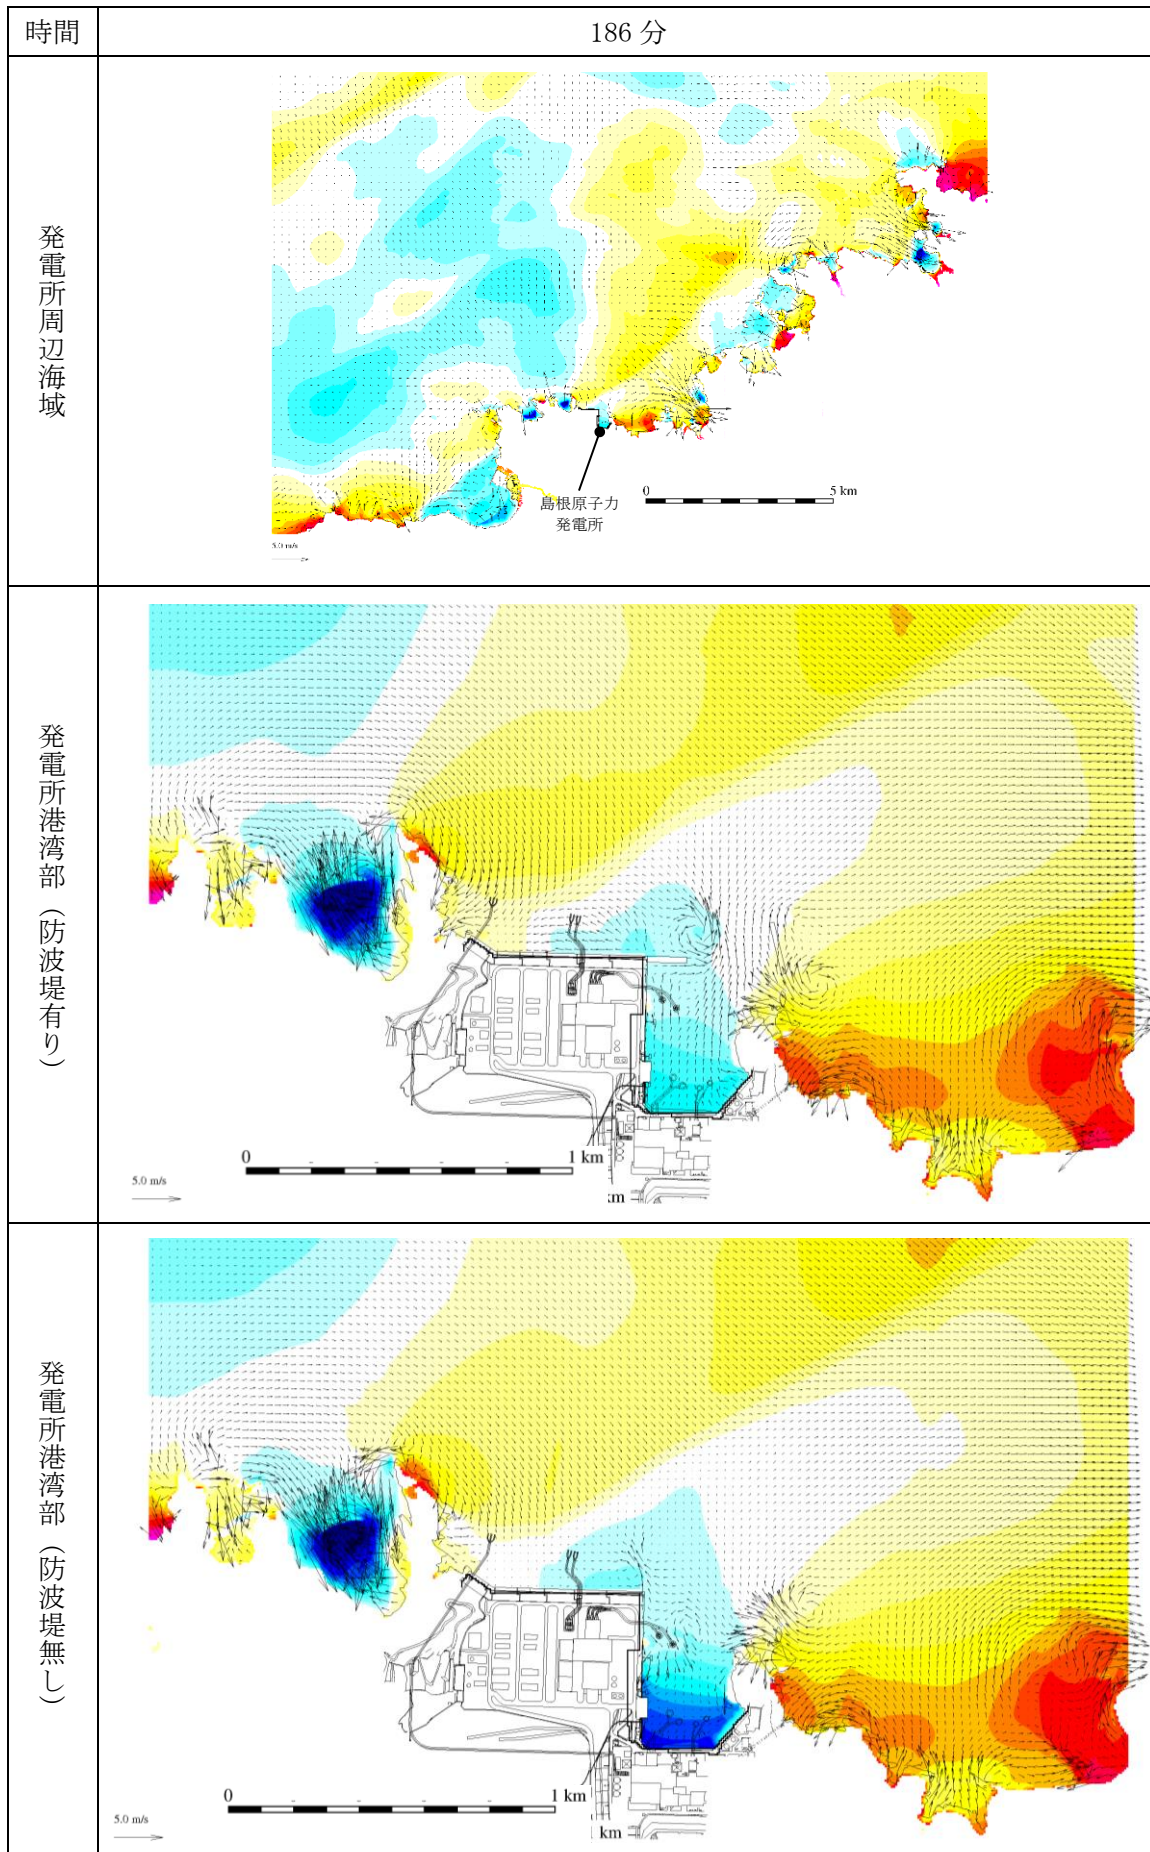 時間
186 分
発電所周辺海域
島根原子力
発電所
0 5 km
5.0 m/s
発電所港湾部（防波堤有り）
0 1 km
5.0 m/s
km
発電所港湾部（防波堤無し）
0 1 km
5.0 m/s
km